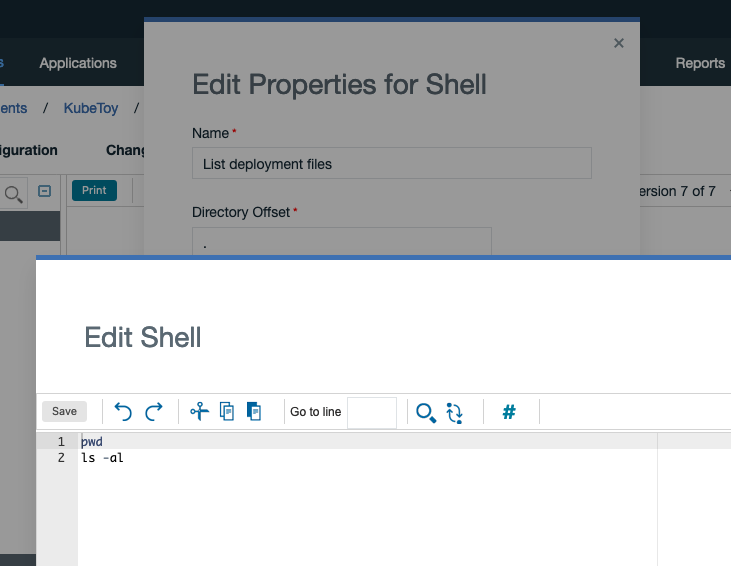 Applications
Reports
ents / KubeToy /
iguration Chang
Print
ersion 7 of 7
Edit Properties for Shell
Name *
List deployment files
Directory Offset *
.
Edit Shell
Save Go to line #
1 pwd
2 ls -al